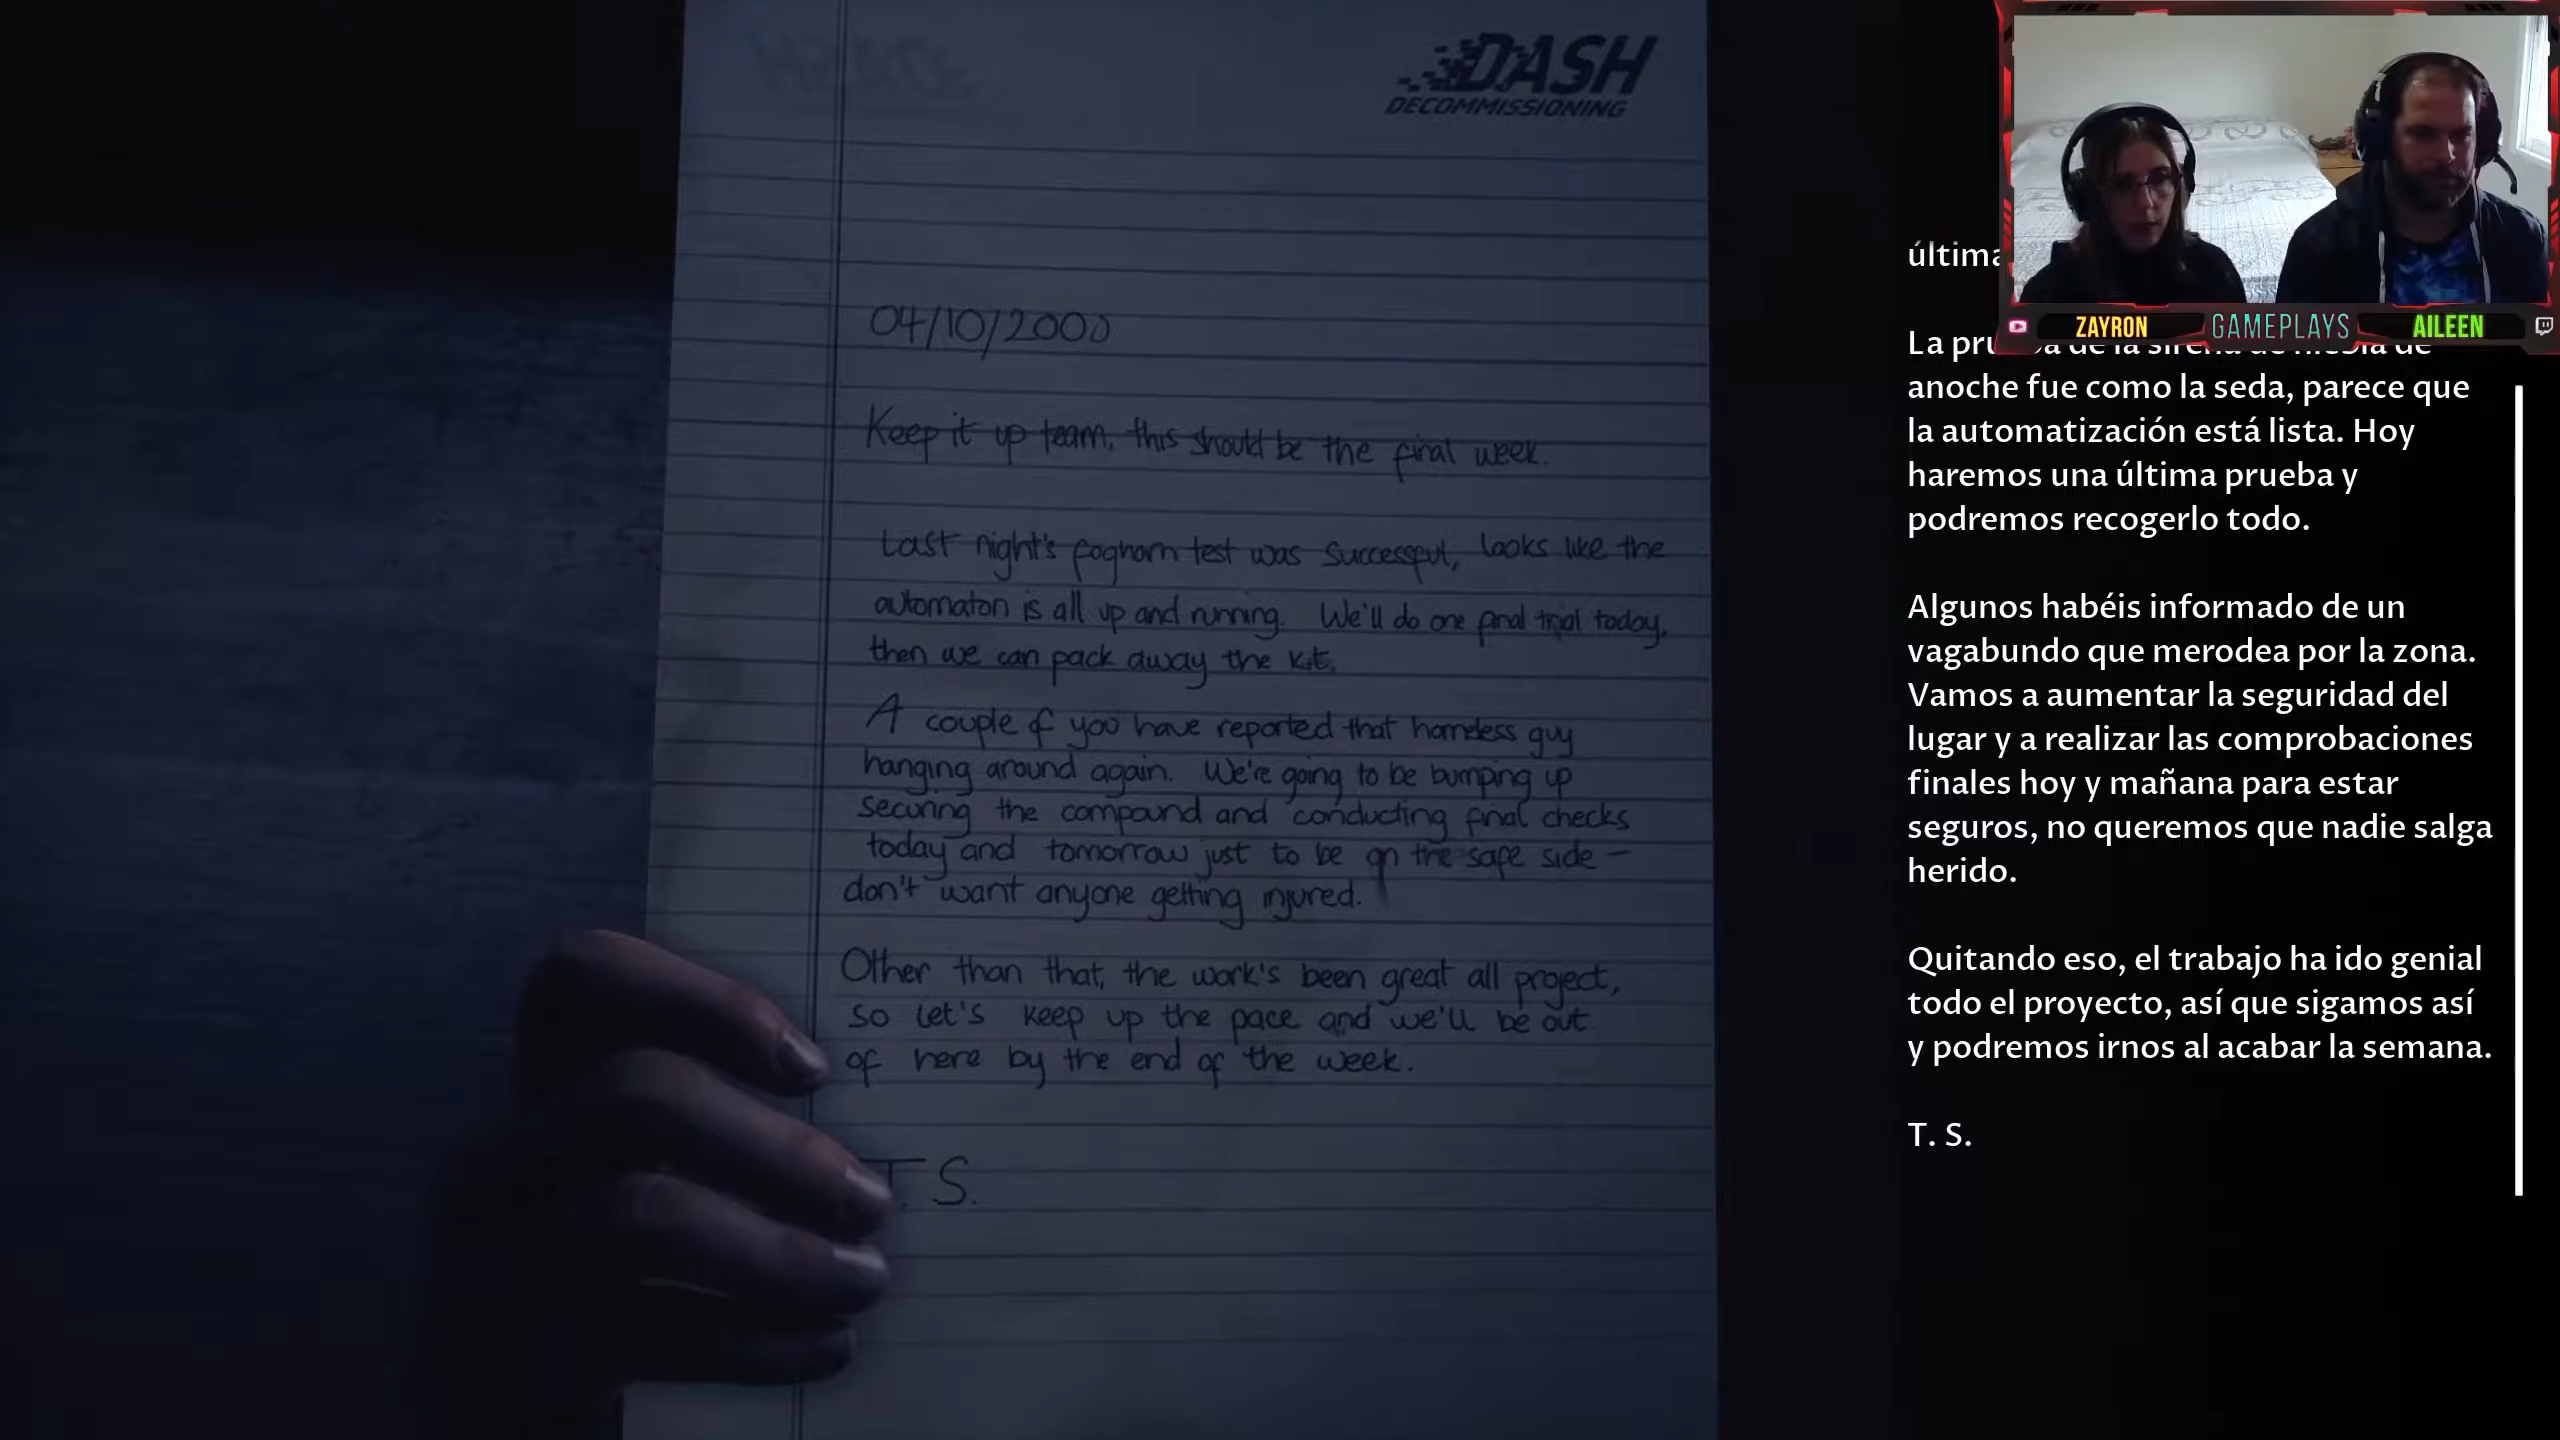 DASH
DECOMMISSIONING
04/10/2000
Keep it up team, this should be the final week.
Last night's foghorn test was successful, looks like the
automaton is all up and running. We'll do one final trial today,
then we can pack away the kit.
A couple of you have reported that homeless guy
hanging around again. We're going to be bumping up
securing the compound and conducting final checks
today and tomorrow just to be on the safe side –
don't want anyone getting injured.
Other than that, the work's been great all project,
so let's keep up the pace and we'll be out
of here by the end of the week.
T. S.
ZAYRON GAMEPLAYS AILEEN
La de la sirena de niebla de
anoche fue como la seda, parece que
la automatización está lista. Hoy
haremos una última prueba y
podremos recogerlo todo.
Algunos habéis informado de un
vagabundo que merodea por la zona.
Vamos a aumentar la seguridad del
lugar y a realizar las comprobaciones
finales hoy y mañana para estar
seguros, no queremos que nadie salga
herido.
Quitando eso, el trabajo ha ido genial
todo el proyecto, así que sigamos así
y podremos irnos al acabar la semana.
T. S.